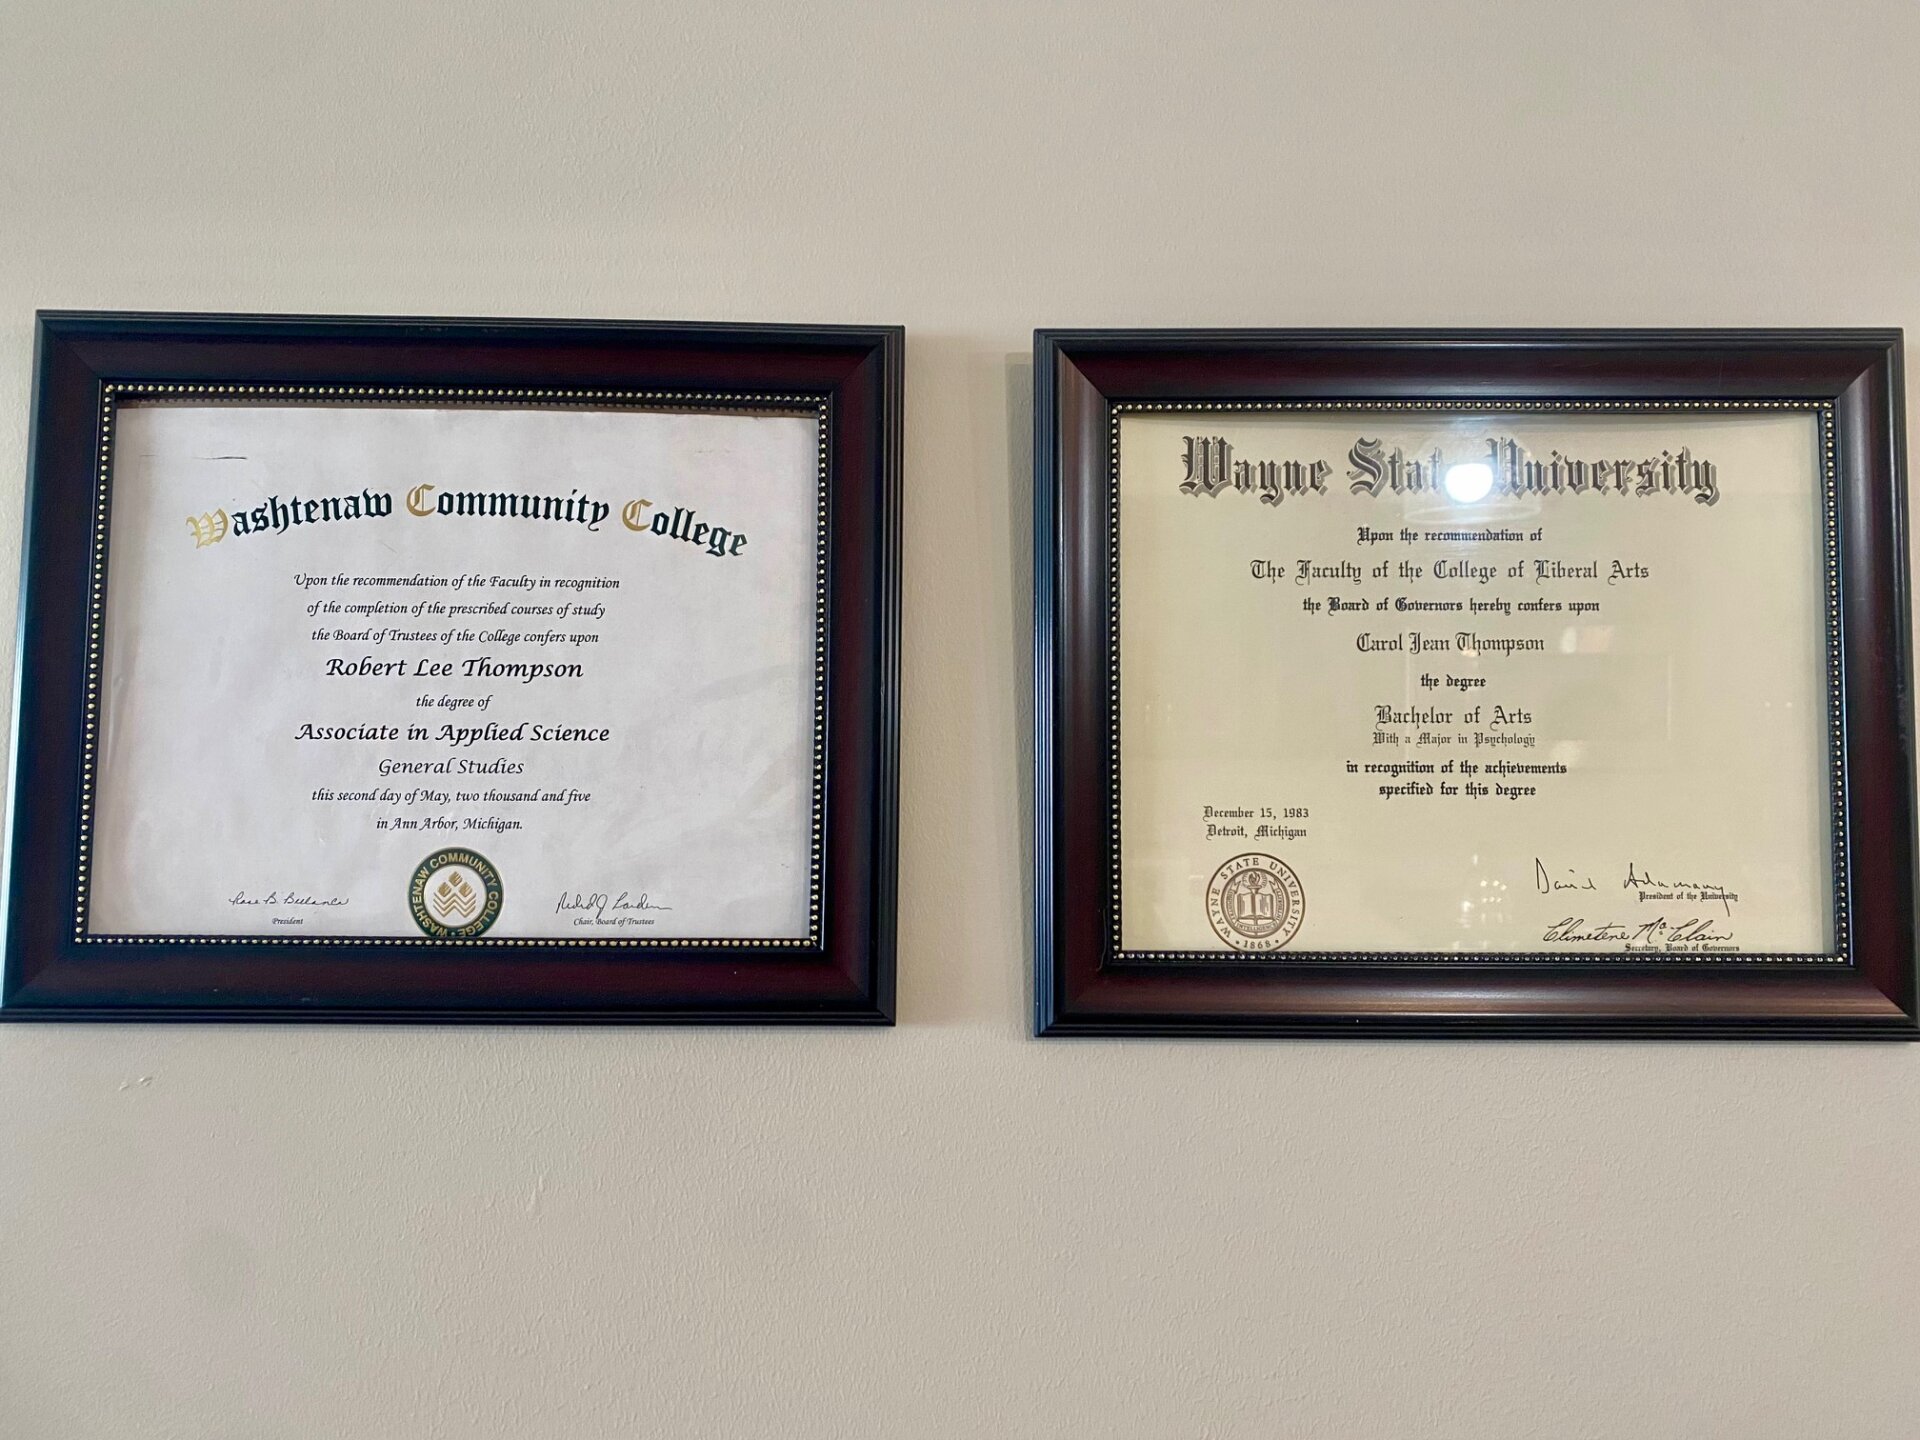 Washtenaw Community College
Upon the recommendation of the Faculty in recognition
of the completion of the prescribed courses of study
the Board of Trustees of the College confers upon
Robert Lee Thompson
the degree of
Associate in Applied Science
General Studies
this second day of May, two thousand and five
in Ann Arbor, Michigan.
President
WASHTENAW COMMUNITY COLLEGE
Chair, Board of Trustees
Wayne State University
Upon the recommendation of
The Faculty of the College of Liberal Arts
the Board of Governors hereby confers upon
Carol Jean Thompson
the degree
Bachelor of Arts
With a Major in Psychology
in recognition of the achievements
specified for this degree
December 15, 1983
Detroit, Michigan
WAYNE STATE UNIVERSITY
1868
David Adamany
President of the University
Secretary, Board of Governors